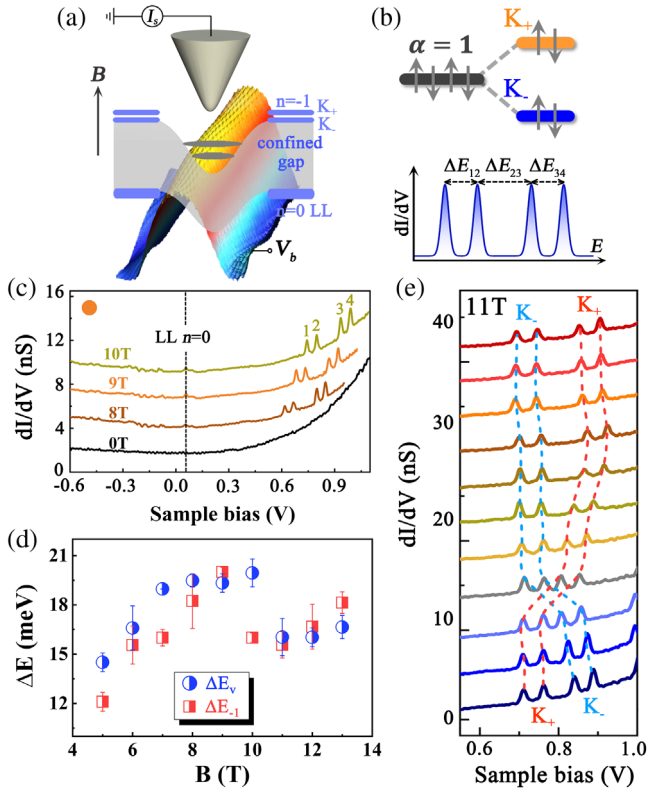 (a)
I_s
B
n=-1
K+
K-
confined
gap
n=0 LL
V_b
(b)
α = 1
K+
K-
ΔE12 ΔE23 ΔE34
dI/dV
E
(c)
16
12
8
4
0
dI/dV (nS)
LL n=0
1 2 3 4
10T
9T
8T
0T
-0.6 -0.3 0.0 0.3 0.6 0.9
Sample bias (V)
(d)
21
18
15
12
ΔE (meV)
ΔEv
ΔE-1
4 6 8 10 12 14
B (T)
(e)
11T
K-
K+
40
30
20
10
0
dI/dV (nS)
K+
K-
0.6 0.8 1.0
Sample bias (V)